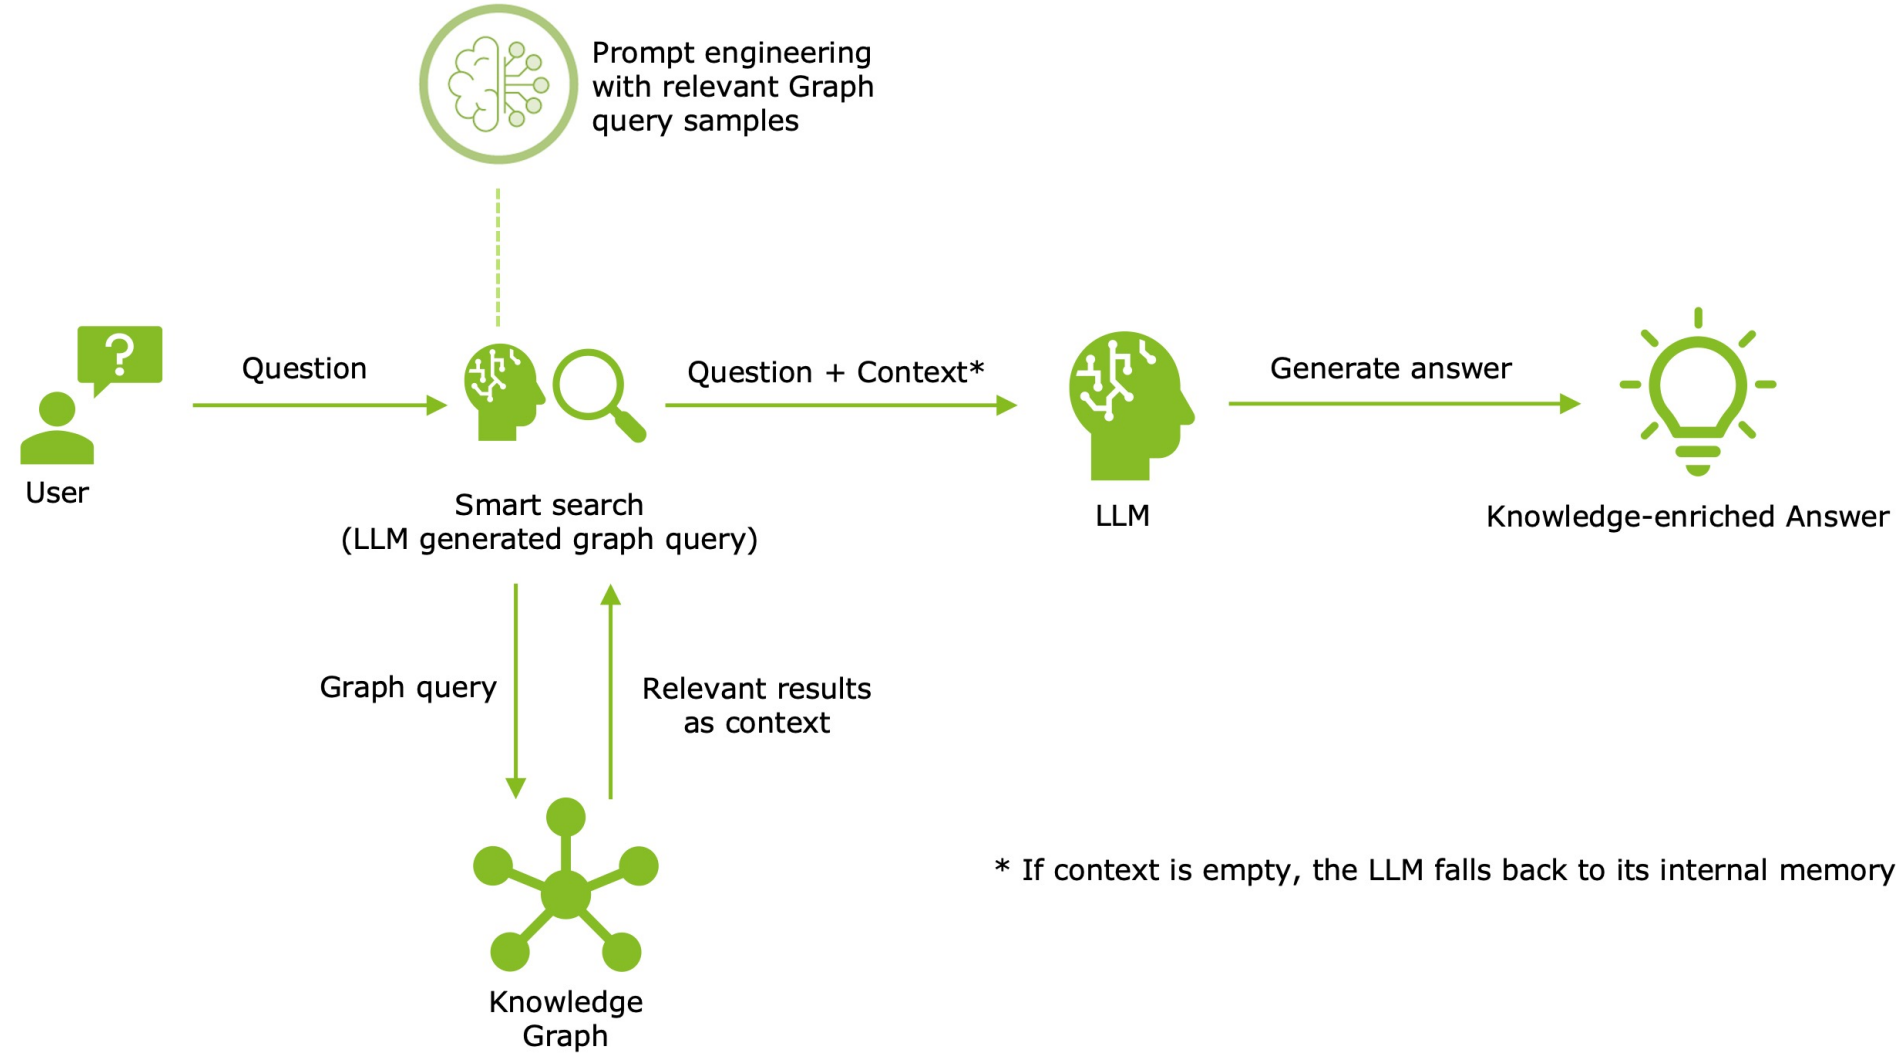 Prompt engineering
with relevant Graph
query samples
?
Question
Question + Context*
Generate answer
User
Smart search
(LLM generated graph query)
LLM
Knowledge-enriched Answer
Graph query
Relevant results
as context
* If context is empty, the LLM falls back to its internal memory
Knowledge
Graph